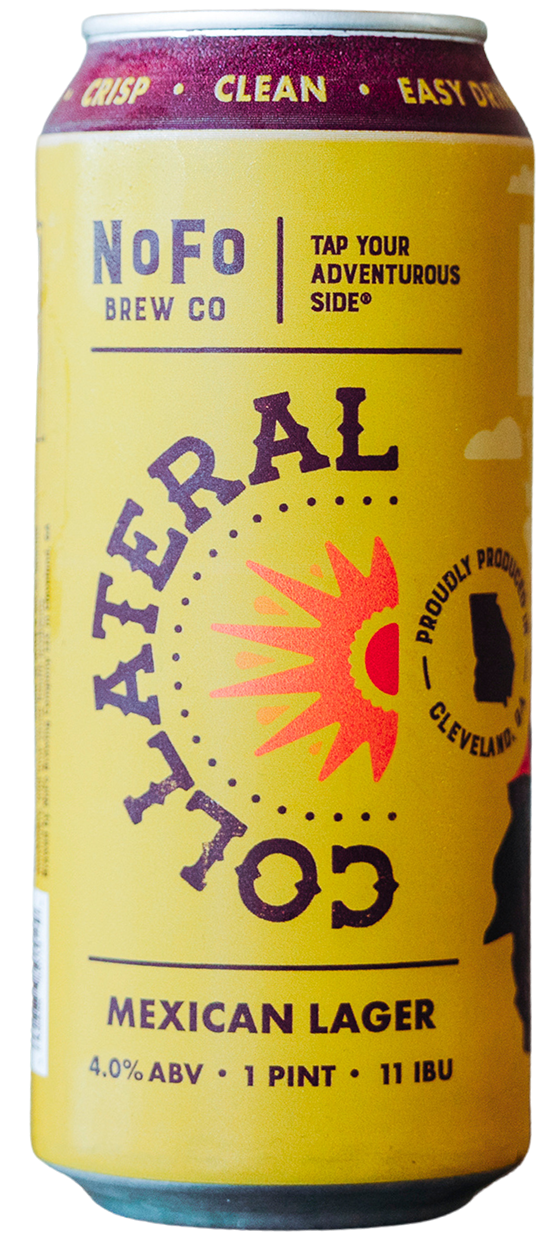 CRISP • CLEAN • EASY
NoFo
BREW CO
TAP YOUR
ADVENTUROUS
SIDE®
COLLATERAL
PROUDLY PRODUCED IN
CLEVELAND, GA
MEXICAN LAGER
4.0% ABV • 1 PINT • 11 IBU